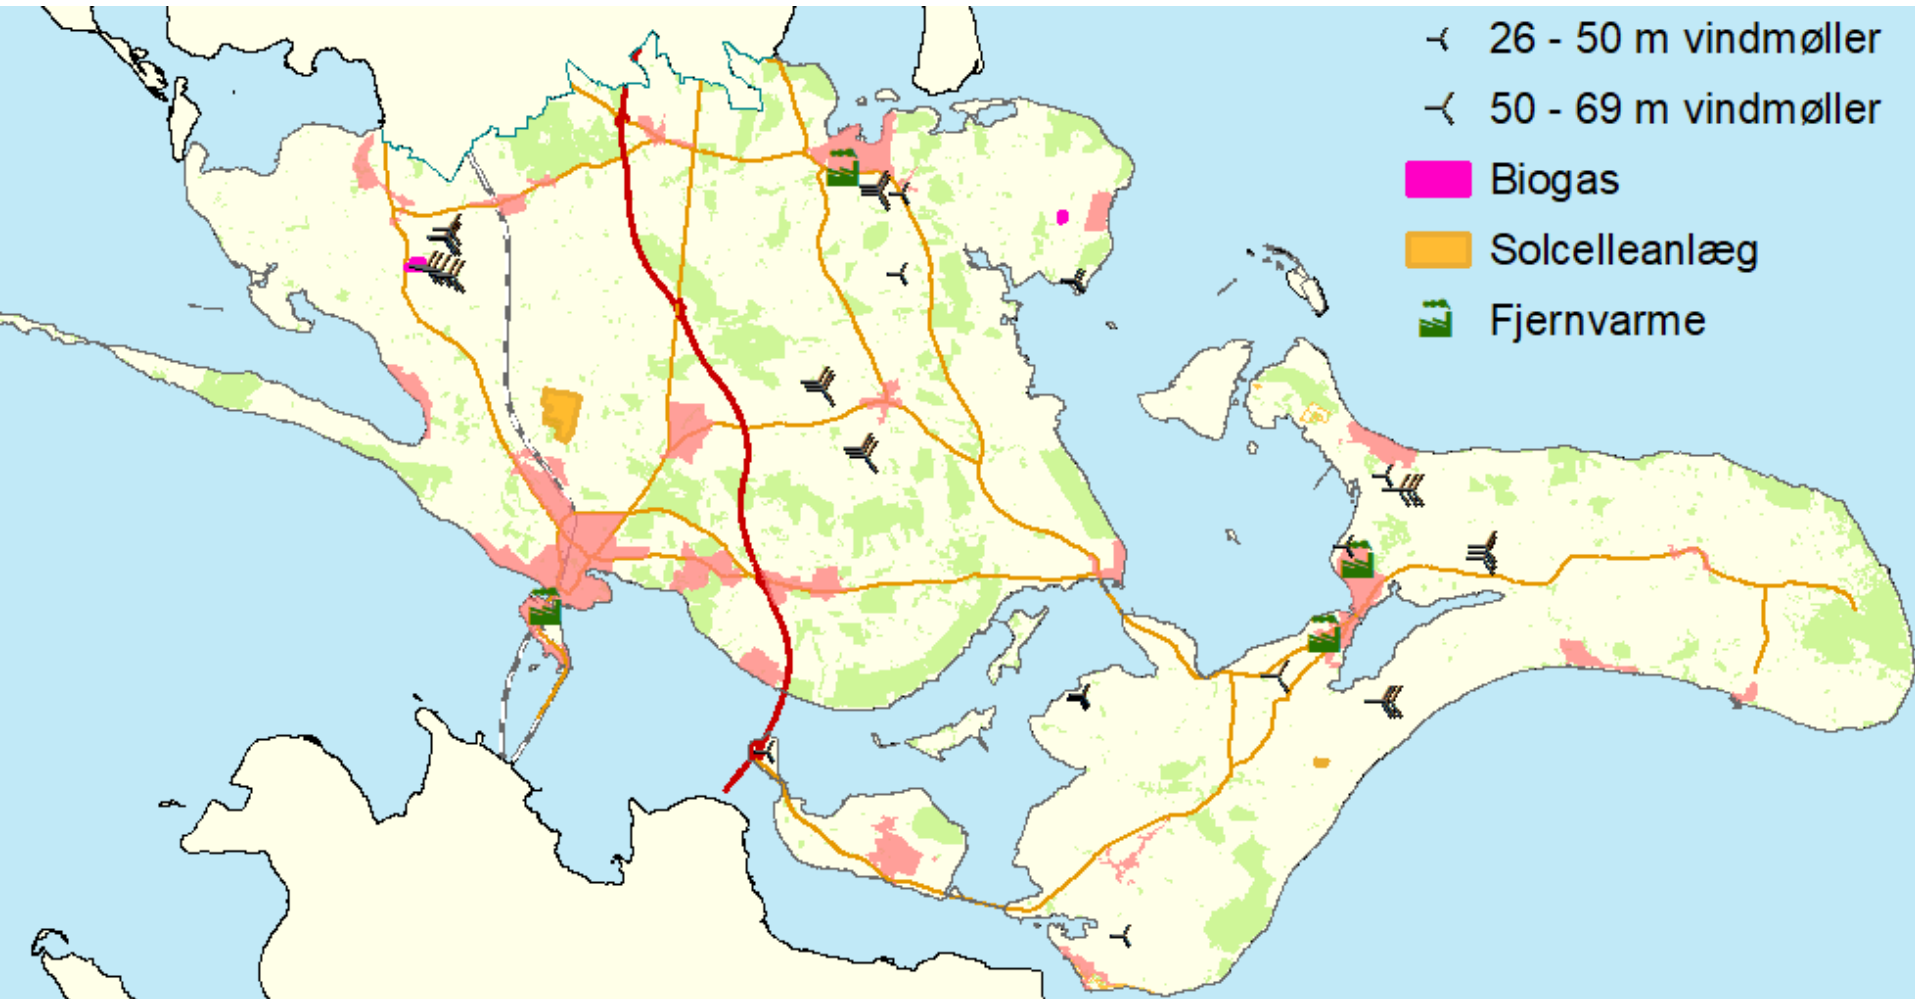 26 - 50 m vindmøller
50 - 69 m vindmøller
Biogas
Solcelleanlæg
Fjernvarme